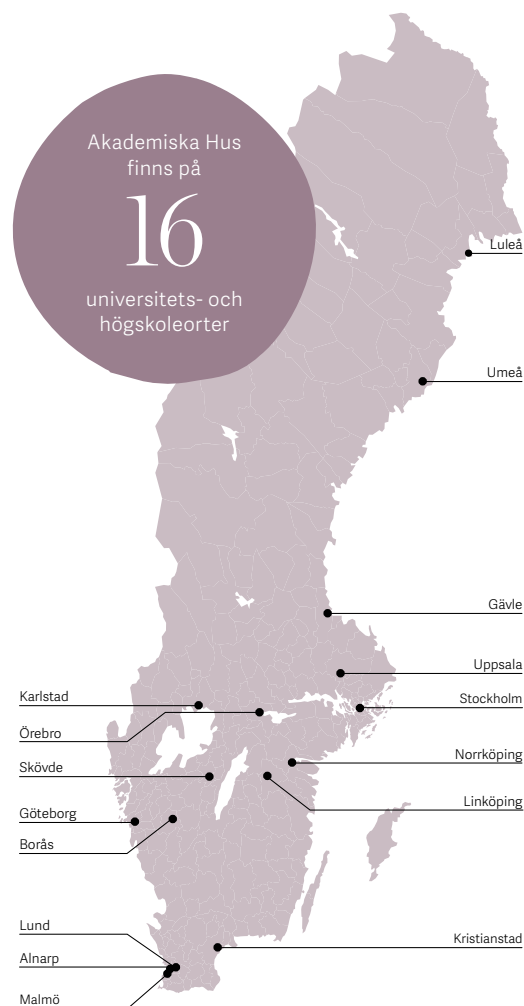 Akademiska Hus
finns på
16
universitets- och
högskoleorter
Luleå
Umeå
Gävle
Uppsala
Stockholm
Norrköping
Linköping
Kristianstad
Karlstad
Örebro
Skövde
Göteborg
Borås
Lund
Alnarp
Malmö